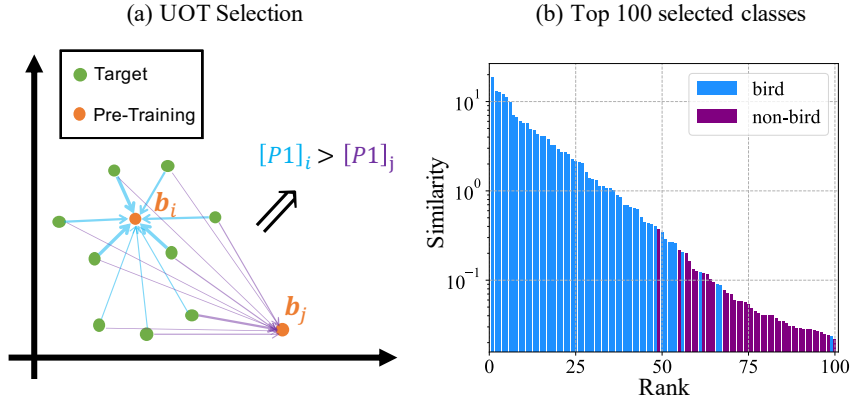 (a) UOT Selection
Target
Pre-Training
[P1]i > [P1]j
bi
bj
(b) Top 100 selected classes
bird
non-bird
Similarity
10^1
10^0
10^-1
0 25 50 75 100
Rank